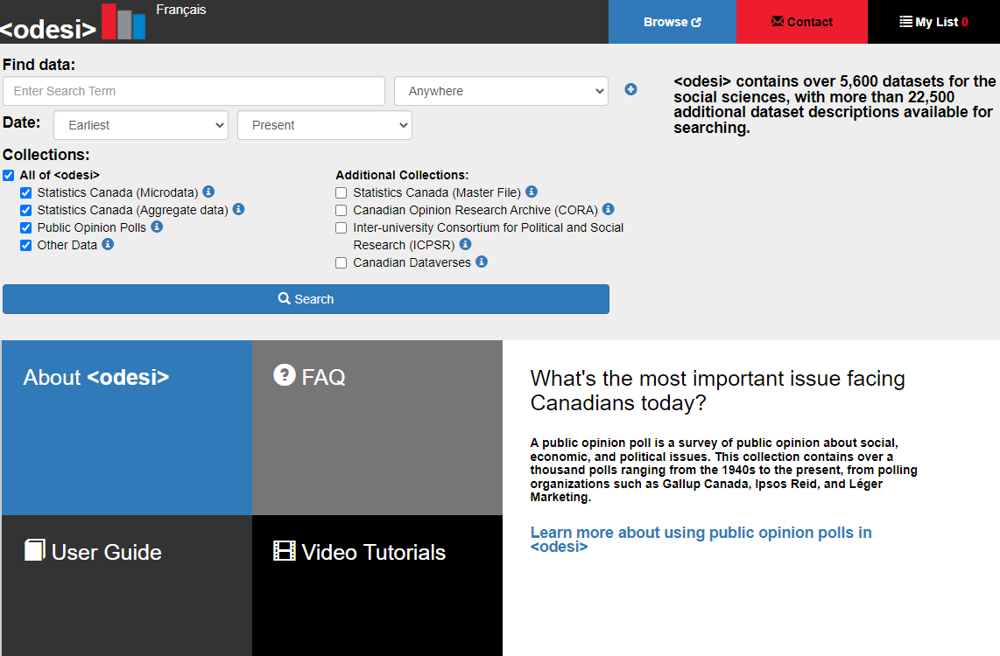 <odesi>
Français
Browse
Contact
My List 0
Find data:
Enter Search Term
Anywhere
<odesi> contains over 5,600 datasets for the
social sciences, with more than 22,500
additional dataset descriptions available for
searching.
Date:
Earliest
Present
Collections:
All of <odesi>
Statistics Canada (Microdata)
Statistics Canada (Aggregate data)
Public Opinion Polls
Other Data
Additional Collections:
Statistics Canada (Master File)
Canadian Opinion Research Archive (CORA)
Inter-university Consortium for Political and Social
Research (ICPSR)
Canadian Dataverses
Search
About <odesi>
FAQ
User Guide
Video Tutorials
What's the most important issue facing
Canadians today?
A public opinion poll is a survey of public opinion about social,
economic, and political issues. This collection contains over a
thousand polls ranging from the 1940s to the present, from polling
organizations such as Gallup Canada, Ipsos Reid, and Léger
Marketing.
Learn more about using public opinion polls in
<odesi>